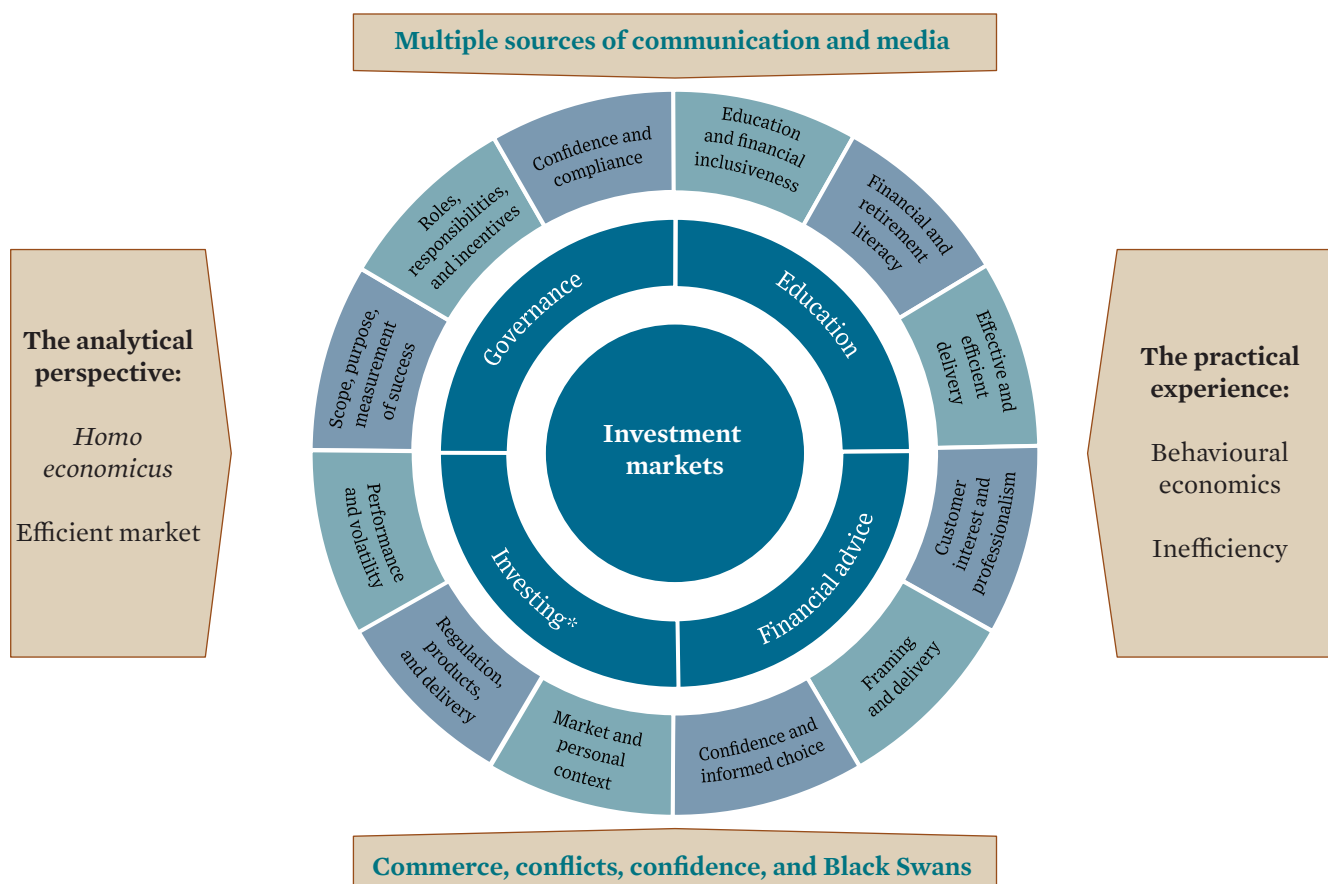 Multiple sources of communication and media
The analytical
perspective:
Homo
economicus
Efficient market
Confidence and
compliance
Education
and financial
inclusiveness
Financial and
retirement
literacy
Effective and
efficient
delivery
Customer
interest and
professionalism
Framing
and delivery
Confidence and
informed choice
Market and
personal
context
Regulation,
products,
and delivery
Performance
and volatility
Scope, purpose,
measurement
of success
Roles,
responsibilities,
and incentives
Governance
Education
Financial advice
Investing*
Investment
markets
The practical
experience:
Behavioural
economics
Inefficiency
Commerce, conflicts, confidence, and Black Swans